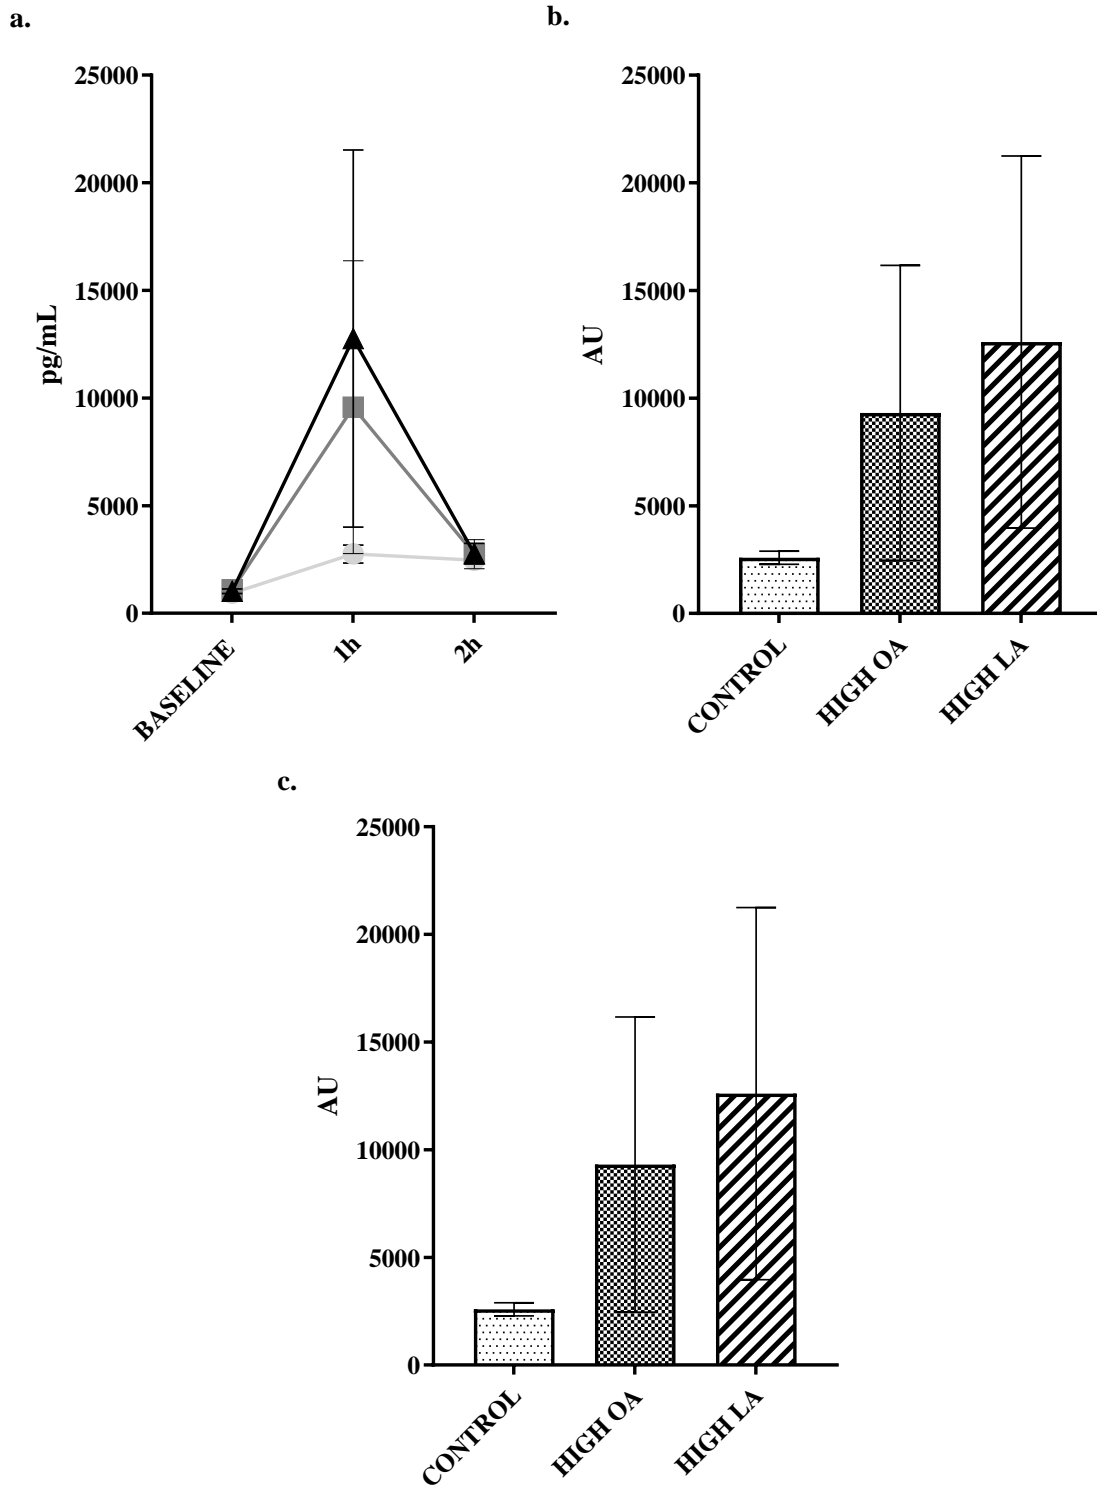 a.
25000
20000
15000
10000
5000
0
pg/mL
BASELINE
1h
2h
b.
25000
20000
15000
10000
5000
0
AU
CONTROL
HIGH OA
HIGH LA
c.
25000
20000
15000
10000
5000
0
AU
CONTROL
HIGH OA
HIGH LA